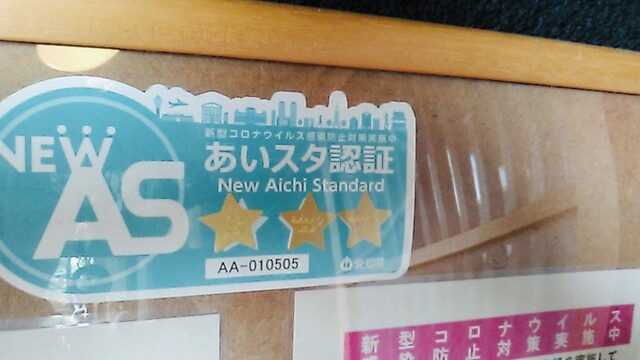 NEW
AS
新型コロナウイルス感染防止対策実施中
あいスタ認証
New Aichi Standard
AA-010505
愛知県
新型コロナウイルス
防止対策実施中